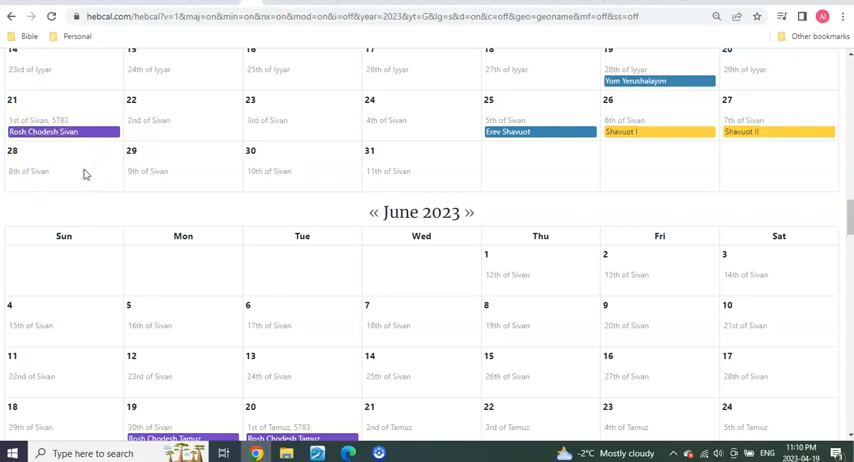 hebcal.com/hebcal?v=1&maj=on&min=on&nx=on&mod=on&i=off&year=2023&yt=G&lg=s&d=on&c=off&geo=geoname&mf=off&ss=off
AI
Bible Personal Other bookmarks
14 15 16 17 18 19 20
23rd of Iyyar 24th of Iyyar 25th of Iyyar 26th of Iyyar 27th of Iyyar 28th of Iyyar 29th of Iyyar
Yom Yerushalayim
21 22 23 24 25 26 27
1st of Sivan, 5783 2nd of Sivan 3rd of Sivan 4th of Sivan 5th of Sivan 6th of Sivan 7th of Sivan
Rosh Chodesh Sivan Erev Shavuot Shavuot I Shavuot II
28 29 30 31
8th of Sivan 9th of Sivan 10th of Sivan 11th of Sivan
« June 2023 »
Sun Mon Tue Wed Thu Fri Sat
1 2 3
12th of Sivan 13th of Sivan 14th of Sivan
4 5 6 7 8 9 10
15th of Sivan 16th of Sivan 17th of Sivan 18th of Sivan 19th of Sivan 20th of Sivan 21st of Sivan
11 12 13 14 15 16 17
22nd of Sivan 23rd of Sivan 24th of Sivan 25th of Sivan 26th of Sivan 27th of Sivan 28th of Sivan
18 19 20 21 22 23 24
29th of Sivan 30th of Sivan 1st of Tamuz, 5783 2nd of Tamuz 3rd of Tamuz 4th of Tamuz 5th of Tamuz
Rosh Chodesh Tamuz Rosh Chodesh Tamuz
Type here to search
-2°C Mostly cloudy
ENG
11:10 PM
2023-04-19
3